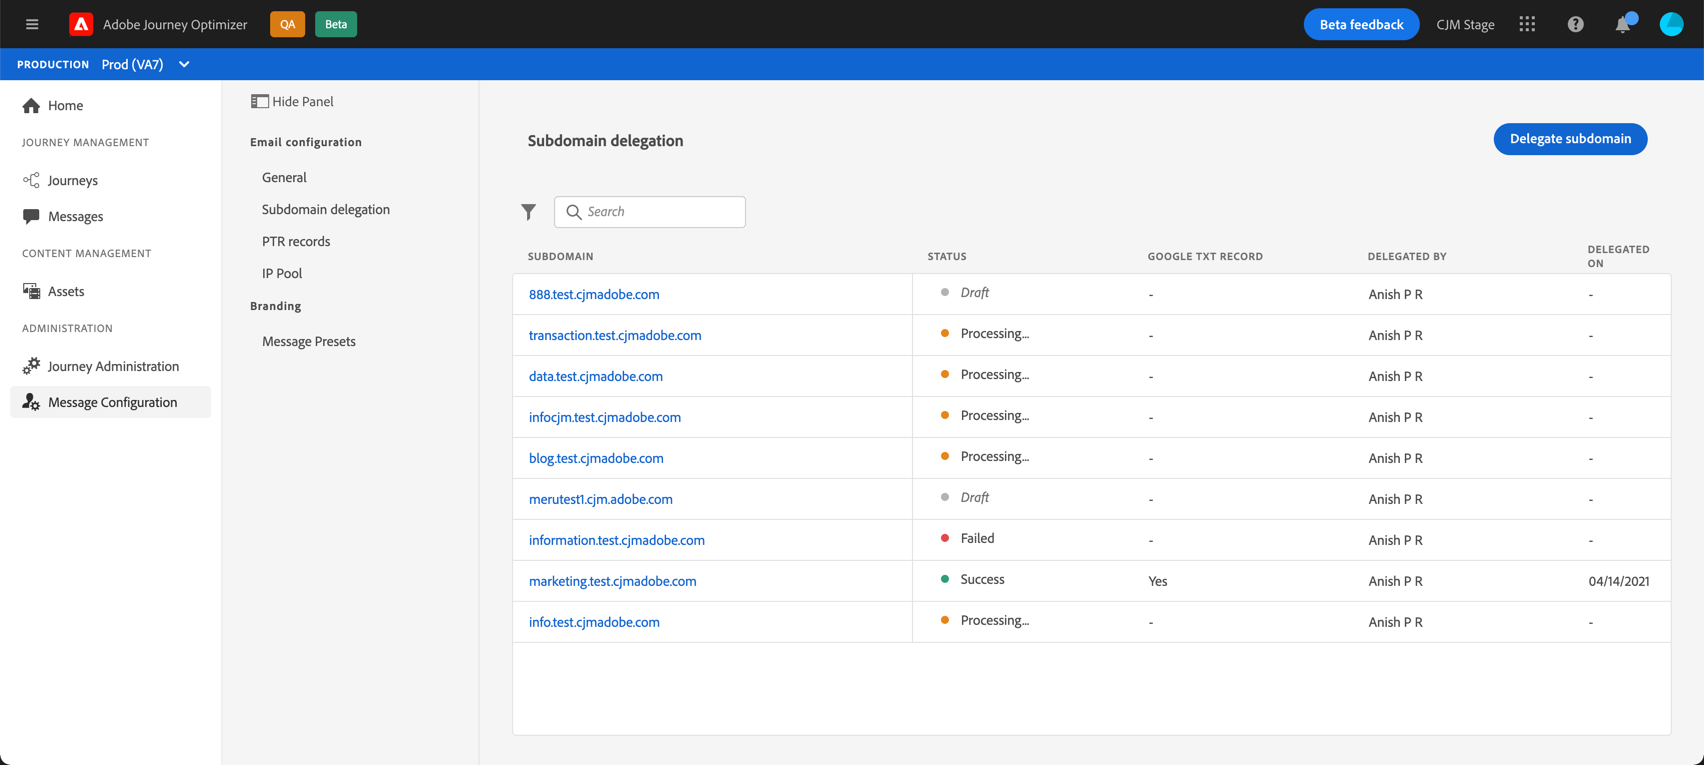 Adobe Journey Optimizer QA Beta Beta feedback CJM Stage
PRODUCTION Prod (VA7)
Home
JOURNEY MANAGEMENT
Journeys
Messages
CONTENT MANAGEMENT
Assets
ADMINISTRATION
Journey Administration
Message Configuration
Hide Panel
Email configuration
General
Subdomain delegation
PTR records
IP Pool
Branding
Message Presets
Subdomain delegation
Delegate subdomain
Search
SUBDOMAIN STATUS GOOGLE TXT RECORD DELEGATED BY DELEGATED ON
888.test.cjmadobe.com Draft - Anish P R -
transaction.test.cjmadobe.com Processing... - Anish P R -
data.test.cjmadobe.com Processing... - Anish P R -
infocjm.test.cjmadobe.com Processing... - Anish P R -
blog.test.cjmadobe.com Processing... - Anish P R -
merutest1.cjm.adobe.com Draft - Anish P R -
information.test.cjmadobe.com Failed - Anish P R -
marketing.test.cjmadobe.com Success Yes Anish P R 04/14/2021
info.test.cjmadobe.com Processing... - Anish P R -